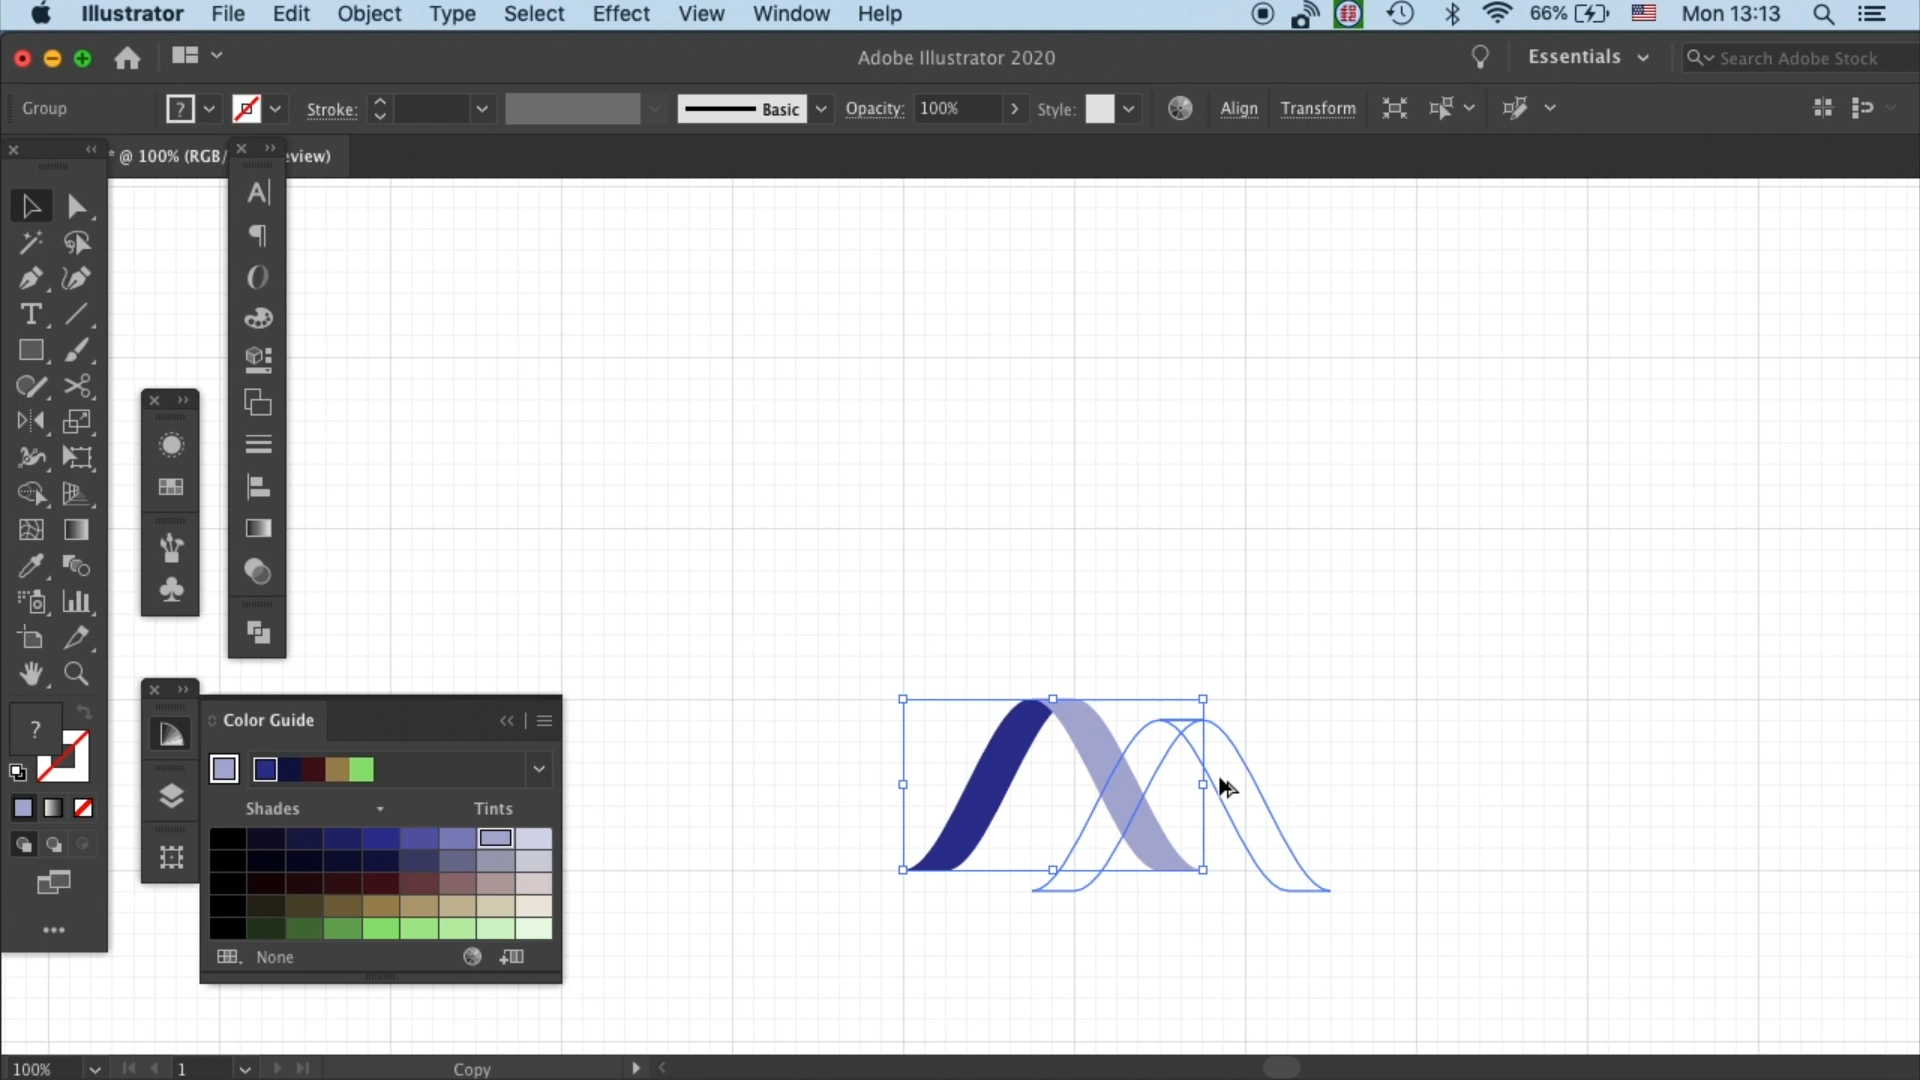 Illustrator File Edit Object Type Select Effect View Window Help 66% Mon 13:13
Adobe Illustrator 2020 Essentials Search Adobe Stock
Group ? Stroke: Basic Opacity: 100% Style: Align Transform
* @ 100% (RGB/ eview)
A
T
?
Color Guide
Shades Tints
None
100% 1 Copy